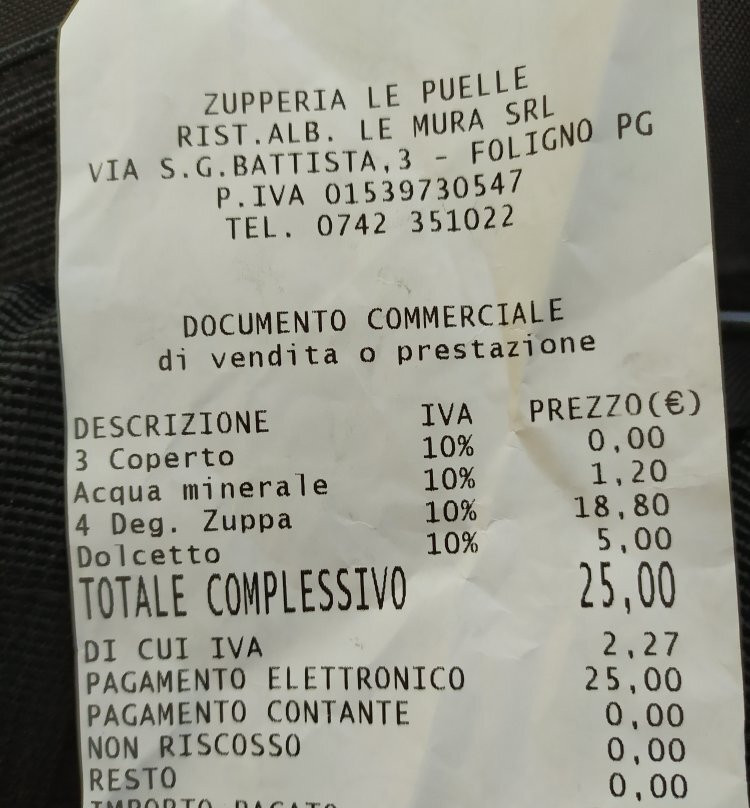 ZUPPERIA LE PUELLE
RIST.ALB. LE MURA SRL
VIA S.G.BATTISTA,3 - FOLIGNO PG
P.IVA 01539730547
TEL. 0742 351022
DOCUMENTO COMMERCIALE
di vendita o prestazione
DESCRIZIONE IVA PREZZO(€)
3 Coperto 10% 0,00
Acqua minerale 10% 1,20
4 Deg. Zuppa 10% 18,80
Dolcetto 10% 5,00
TOTALE COMPLESSIVO 25,00
DI CUI IVA 2,27
PAGAMENTO ELETTRONICO 25,00
PAGAMENTO CONTANTE 0,00
NON RISCOSSO 0,00
RESTO 0,00
IMPORTO PAGATO